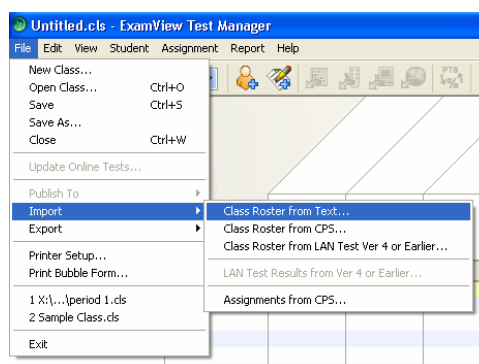 Untitled.cls - ExamView Test Manager
File Edit View Student Assignment Report Help
New Class...
Open Class... Ctrl+O
Save Ctrl+S
Save As...
Close Ctrl+W
Update Online Tests...
Publish To
Import
Export
Printer Setup...
Print Bubble Form...
1 X:\...\period 1.cls
2 Sample Class.cls
Exit
Class Roster from Text...
Class Roster from CPS...
Class Roster from LAN Test Ver 4 or Earlier...
LAN Test Results from Ver 4 or Earlier...
Assignments from CPS...
PTS